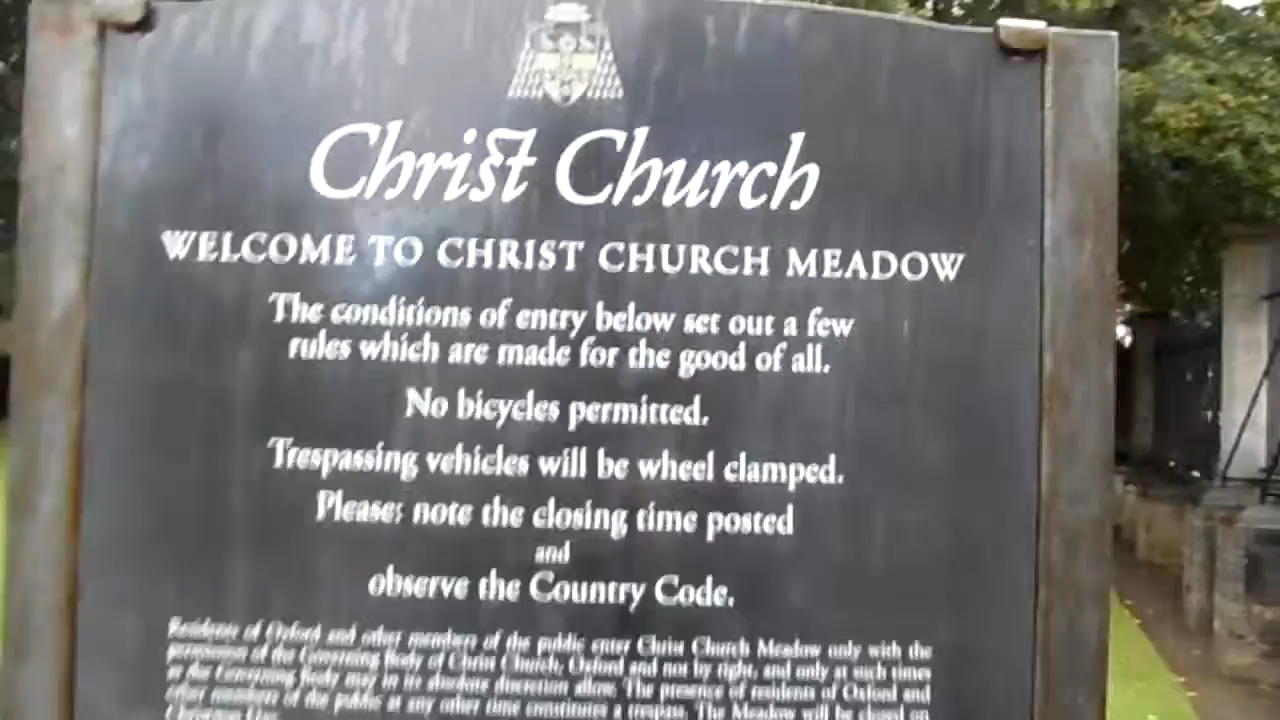 Christ Church
WELCOME TO CHRIST CHURCH MEADOW
The conditions of entry below set out a few
rules which are made for the good of all.
No bicycles permitted.
Trespassing vehicles will be wheel clamped.
Please: note the closing time posted
and
observe the Country Code.
Residents of Oxford and other members of the public enter Christ Church Meadow only with the
permission of the Governing Body of Christ Church, Oxford and not by right, and only at such times
as the Governing Body may in its absolute discretion allow. The presence of residents of Oxford and
other members of the public at any other time constitutes a trespass. The Meadow will be closed on
Christmas Day.